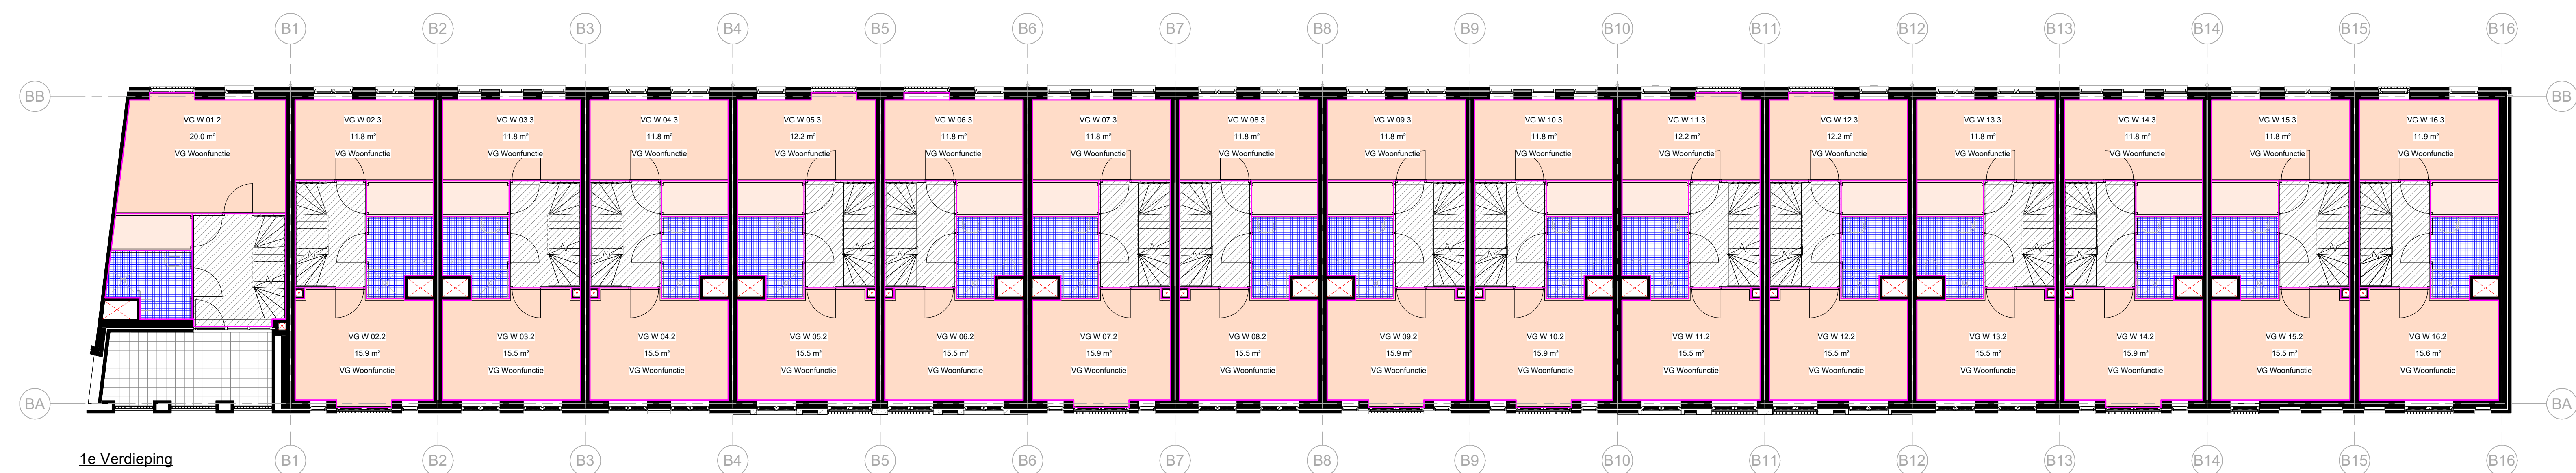 B1 B2 B3 B4 B5 B6 B7 B8 B9 B10 B11 B12 B13 B14 B15 B16
BB BB
VG W 01.2 VG W 02.3 VG W 03.3 VG W 04.3 VG W 05.3 VG W 06.3 VG W 07.3 VG W 08.3 VG W 09.3 VG W 10.3 VG W 11.3 VG W 12.3 VG W 13.3 VG W 14.3 VG W 15.3 VG W 16.3
20.0 m² 11.8 m² 11.8 m² 11.8 m² 12.2 m² 11.8 m² 11.8 m² 11.8 m² 11.8 m² 11.8 m² 12.2 m² 12.2 m² 11.8 m² 11.8 m² 11.8 m² 11.9 m²
VG Woonfunctie VG Woonfunctie VG Woonfunctie VG Woonfunctie VG Woonfunctie VG Woonfunctie VG Woonfunctie VG Woonfunctie VG Woonfunctie VG Woonfunctie VG Woonfunctie VG Woonfunctie VG Woonfunctie VG Woonfunctie VG Woonfunctie VG Woonfunctie
VG W 02.2 VG W 03.2 VG W 04.2 VG W 05.2 VG W 06.2 VG W 07.2 VG W 08.2 VG W 09.2 VG W 10.2 VG W 11.2 VG W 12.2 VG W 13.2 VG W 14.2 VG W 15.2 VG W 16.2
15.9 m² 15.5 m² 15.5 m² 15.5 m² 15.5 m² 15.9 m² 15.5 m² 15.9 m² 15.9 m² 15.5 m² 15.5 m² 15.5 m² 15.9 m² 15.5 m² 15.6 m²
VG Woonfunctie VG Woonfunctie VG Woonfunctie VG Woonfunctie VG Woonfunctie VG Woonfunctie VG Woonfunctie VG Woonfunctie VG Woonfunctie VG Woonfunctie VG Woonfunctie VG Woonfunctie VG Woonfunctie VG Woonfunctie VG Woonfunctie
BA BA
1e Verdieping
B1 B2 B3 B4 B5 B6 B7 B8 B9 B10 B11 B12 B13 B14 B15 B16